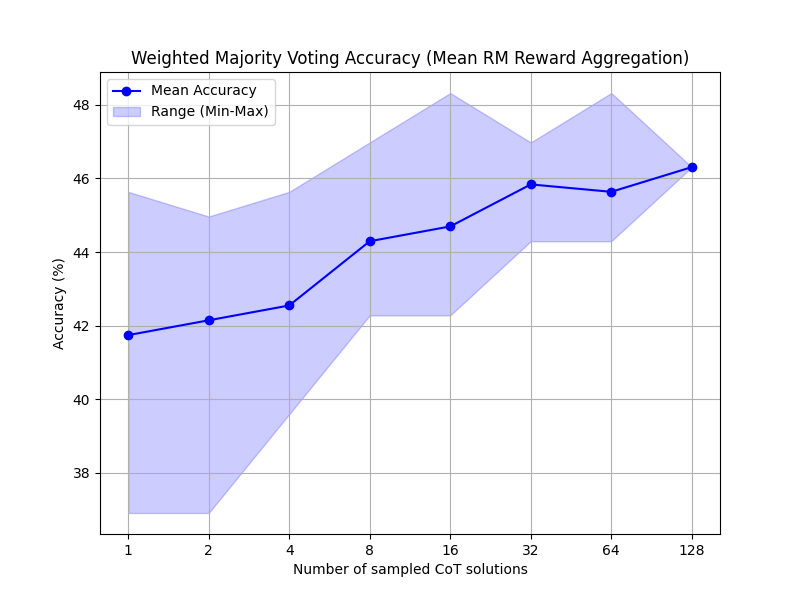 Weighted Majority Voting Accuracy (Mean RM Reward Aggregation)
Mean Accuracy
Range (Min-Max)
Accuracy (%)
48
46
44
42
40
38
1 2 4 8 16 32 64 128
Number of sampled CoT solutions